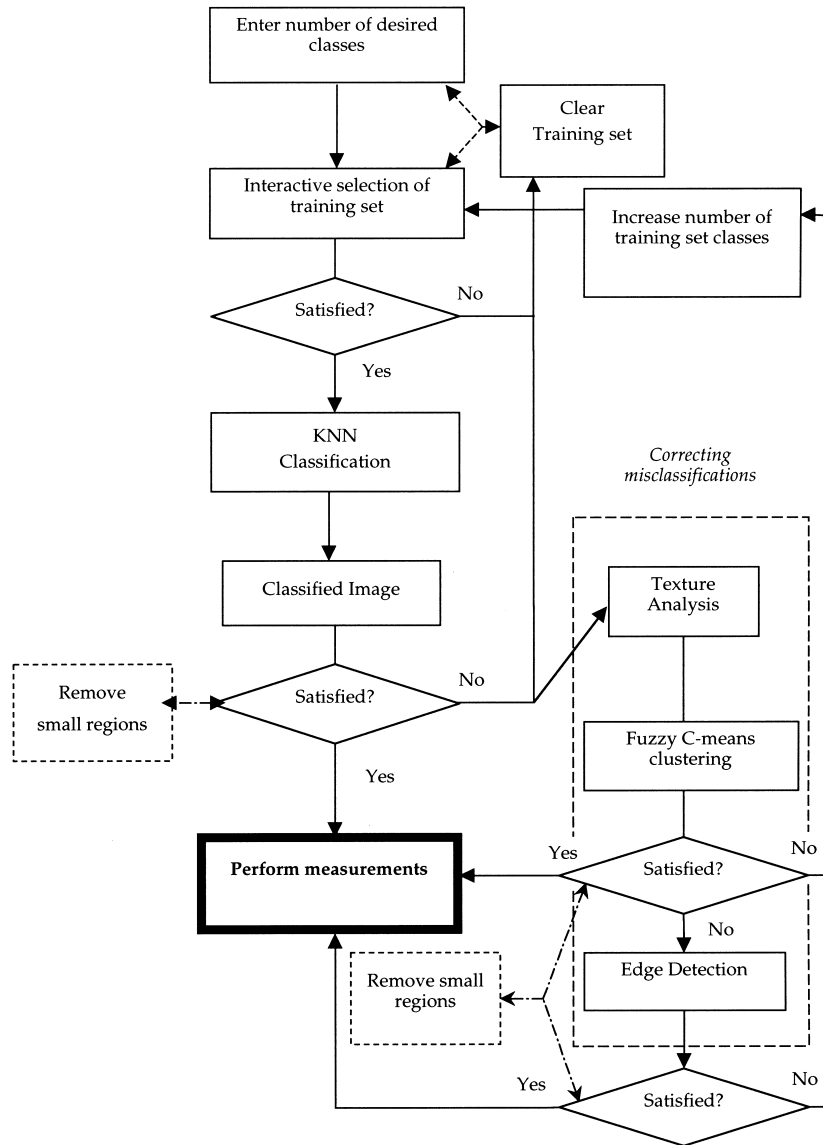 Enter number of desired
classes
Clear
Training set
Interactive selection of
training set
Increase number of
training set classes
Satisfied?
No
Yes
KNN
Classification
Correcting
misclassifications
Classified Image
Texture
Analysis
Remove
small regions
Satisfied?
No
Fuzzy C-means
clustering
Yes
Perform measurements
Yes
Satisfied?
No
No
Remove small
regions
Edge Detection
Yes
Satisfied?
No